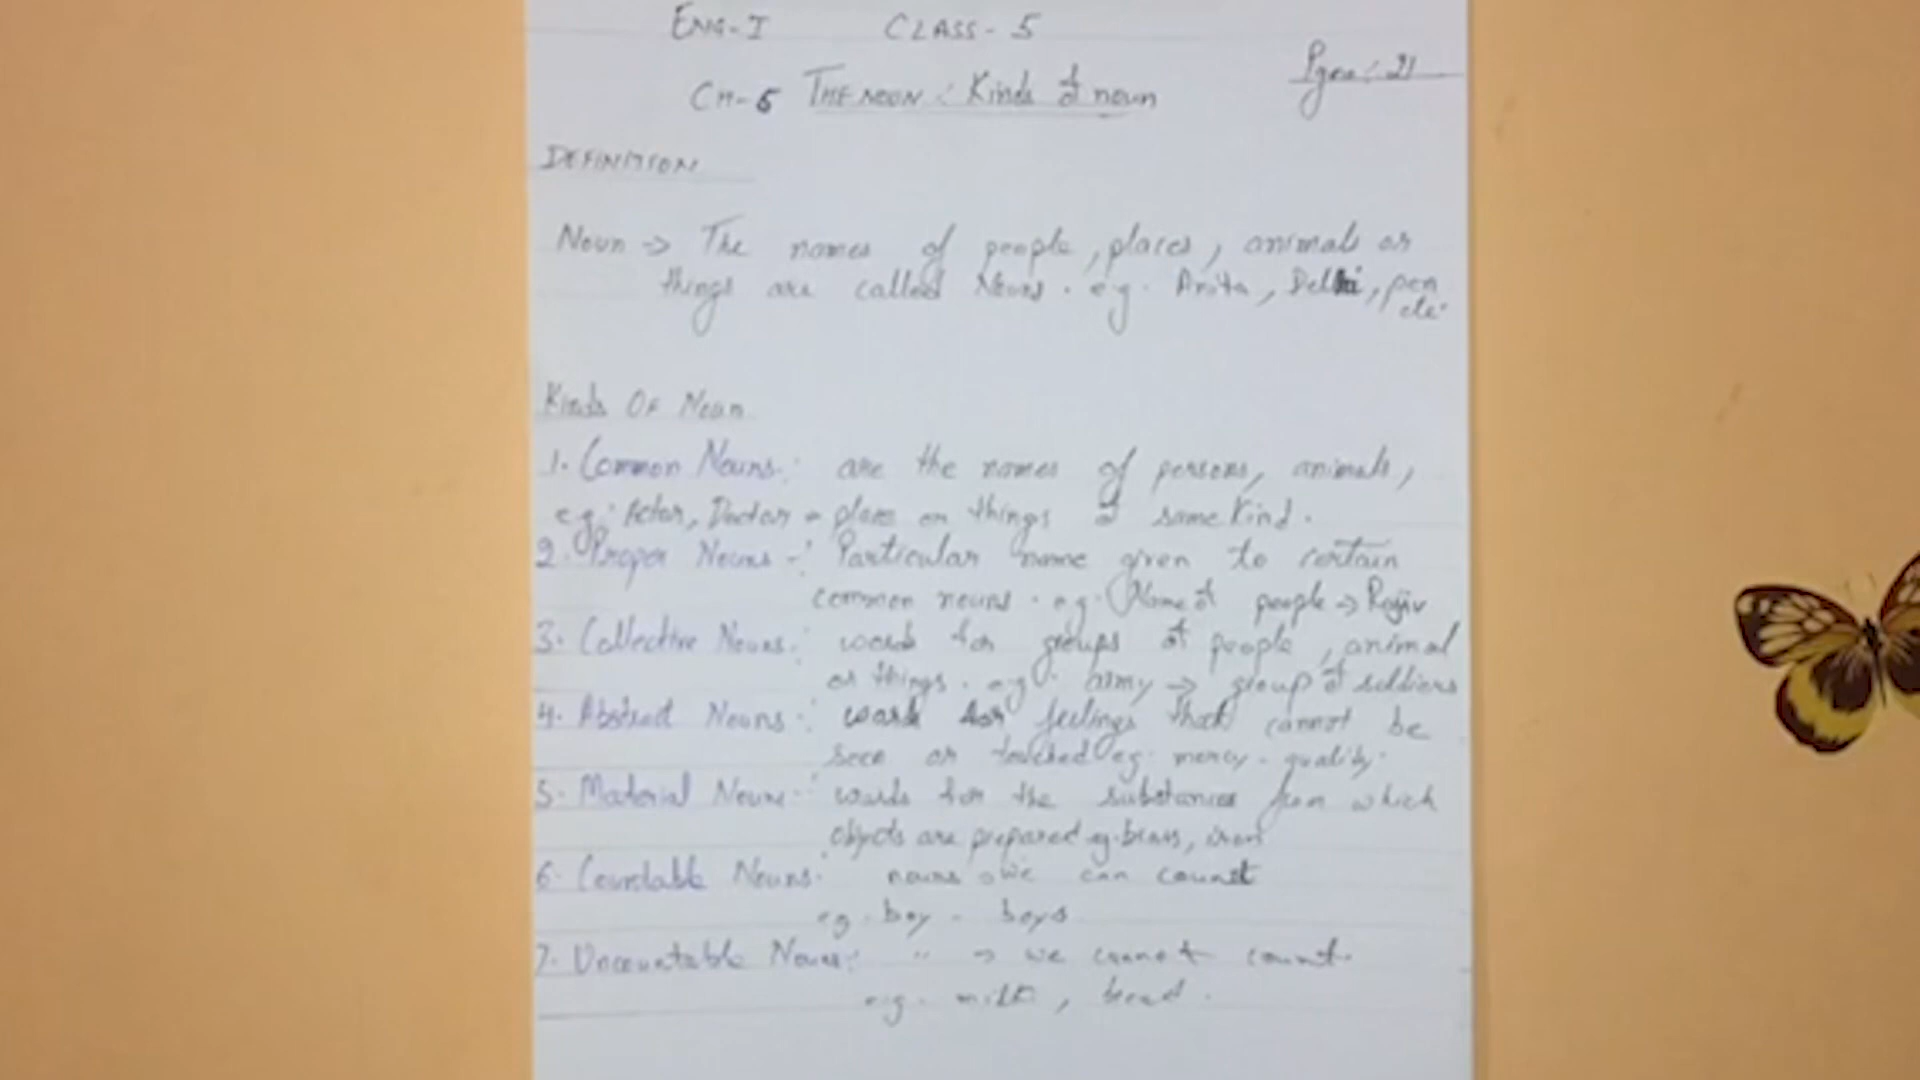 ENG-I CLASS-5
Pgno: 21
CH-5 THE NOUN: Kinds of noun
DEFINITION
Noun → The names of people, places, animals or
things are called Nouns. e.g. Anita, Delhi, pen
etc.
Kinds OF Noun
1. Common Nouns: are the names of persons, animals,
e.g. Actor, Doctor place or things of same kind.
2. Proper Nouns -: Particular name given to certain
common nouns. e.g. Name of people → Rajiv
3. Collective Nouns: words for groups of people, animal
or things. e.g. army → group of soldiers
4. Abstract Nouns: words for feelings that cannot be
seen or touched eg. mercy - quality.
5. Material Nouns: words for the substances from which
objects are prepared eg. brass, iron
6. Countable Nouns: nouns we can count
eg. boy - boys
7. Uncountable Nouns: " → we cannot count.
e.g. milk, bread.